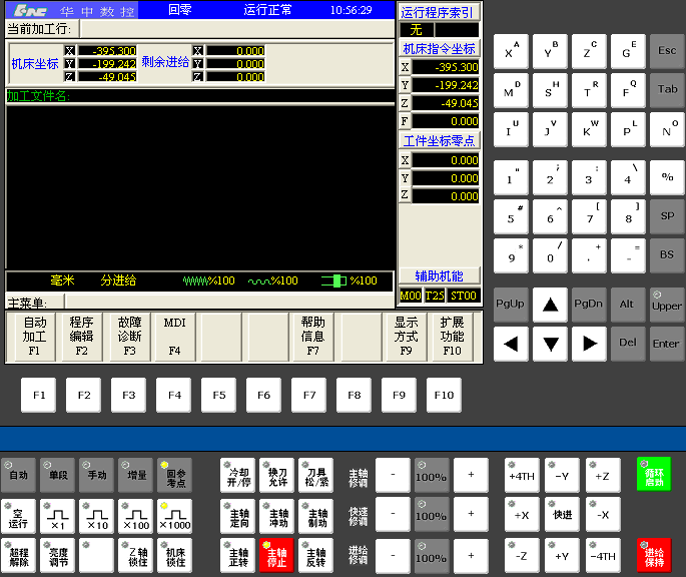 华中数控 回零 运行正常 10:56:29
当前加工行:
机床坐标 X -395.300 剩余进给 X 0.000
Y -199.242 Y 0.000
Z -49.045 Z 0.000
加工文件名:
毫米 分进给 %100 %100 %100
主菜单:
运行程序索引
无
机床指令坐标
X -395.300
Y -199.242
Z -49.045
F 0.000
工件坐标零点
X 0.000
Y 0.000
Z 0.000
辅助机能
M00 T25 ST00
自动加工 F1
程序编辑 F2
故障诊断 F3
MDI F4
帮助信息 F7
显示方式 F9
扩展功能 F10
F1 F2 F3 F4 F5 F6 F7 F8 F9 F10
X A Y B Z C G E Esc
M D S H T R F Q Tab
I U J V K W P L N O
1 " 2 ; 3 : 4 \ %
5 # 6 ^ 7 [ 8 ] SP
9 * 0 / . + - = BS
PgUp ▲ PgDn Alt Upper
◀ ▼ ▶ Del Enter
自动 单段 手动 增量 回参考点
空运行 ×1 ×10 ×100 ×1000
超程解除 亮度调节 Z轴锁住 机床锁住
冷却开/停 换刀允许 刀具松/紧
主轴定向 主轴冲动 主轴制动
主轴正转 主轴停止 主轴反转
主轴修调 - 100% +
快速修调 - 100% +
进给修调 - 100% +
+4TH -Y +Z
+X 快进 -X
-Z +Y -4TH
循环启动
进给保持